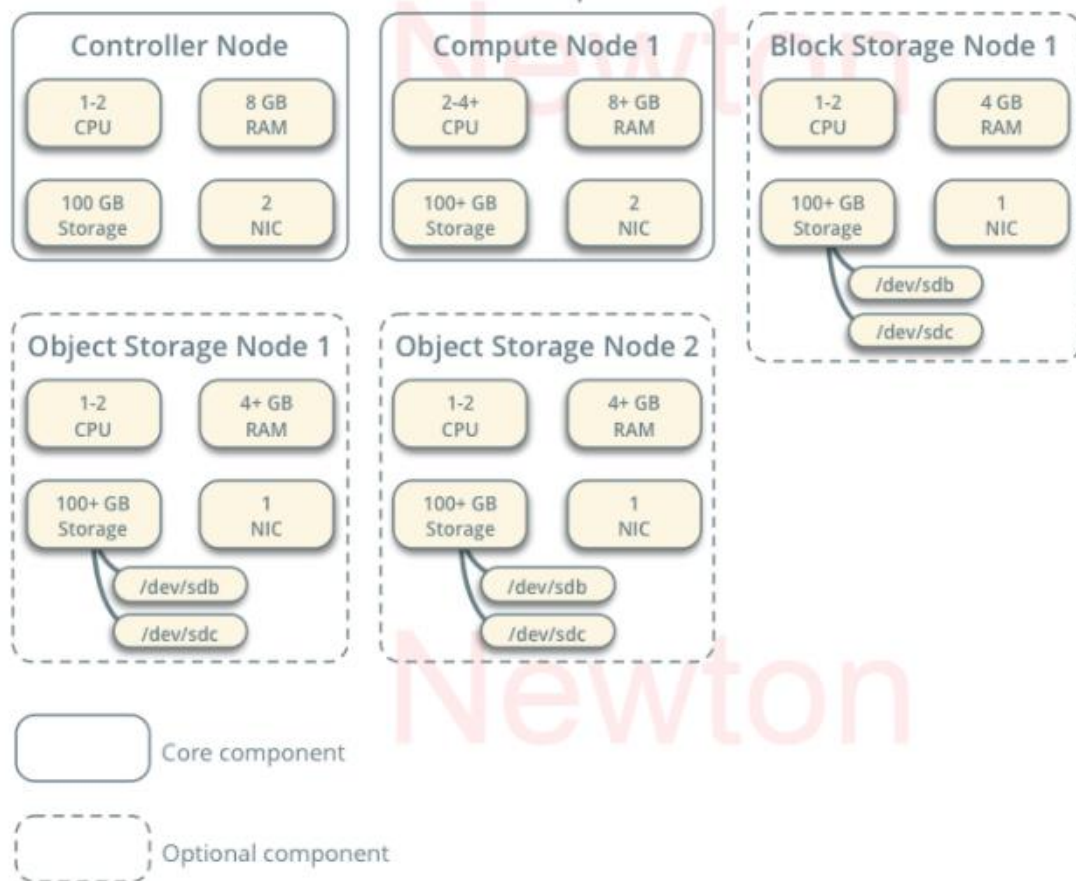 Newton
Controller Node
1-2
CPU
8 GB
RAM
100 GB
Storage
2
NIC
Compute Node 1
2-4+
CPU
8+ GB
RAM
100+ GB
Storage
2
NIC
Block Storage Node 1
1-2
CPU
4 GB
RAM
100+ GB
Storage
1
NIC
/dev/sdb
/dev/sdc
Object Storage Node 1
1-2
CPU
4+ GB
RAM
100+ GB
Storage
1
NIC
/dev/sdb
/dev/sdc
Object Storage Node 2
1-2
CPU
4+ GB
RAM
100+ GB
Storage
1
NIC
/dev/sdb
/dev/sdc
Newton
Core component
Optional component